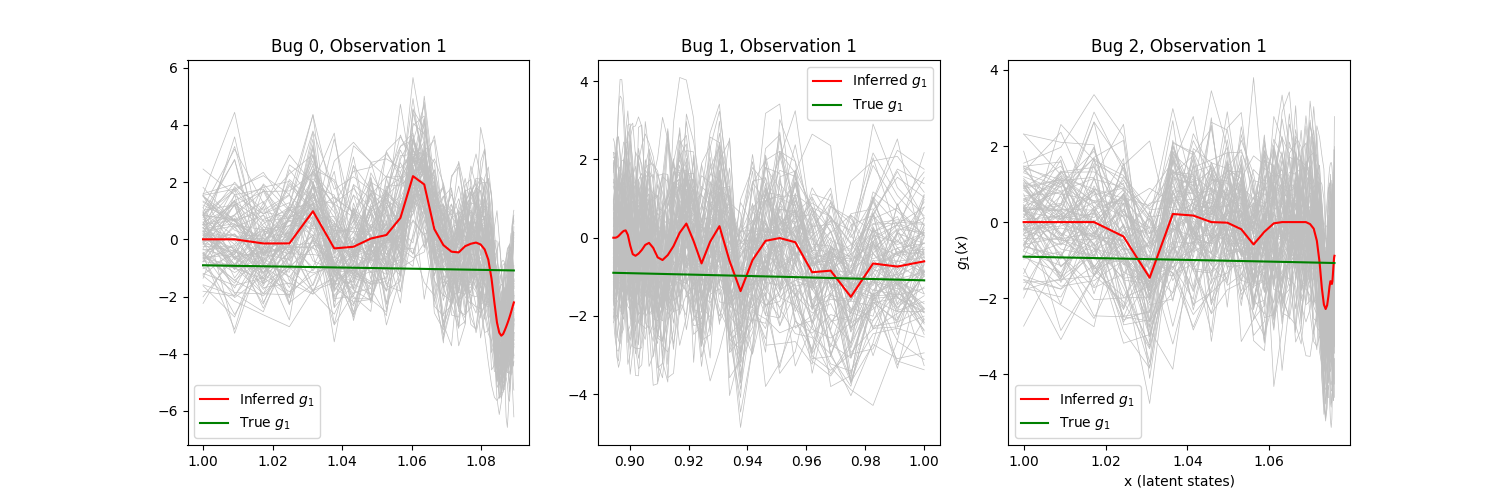 Bug 0, Observation 1
6
4
2
0
−2
−4
−6
1.00 1.02 1.04 1.06 1.08
Inferred g1
True g1
Bug 1, Observation 1
4
2
0
−2
−4
0.90 0.92 0.94 0.96 0.98 1.00
Inferred g1
True g1
Bug 2, Observation 1
g1(x)
4
2
0
−2
−4
1.00 1.02 1.04 1.06
x (latent states)
Inferred g1
True g1